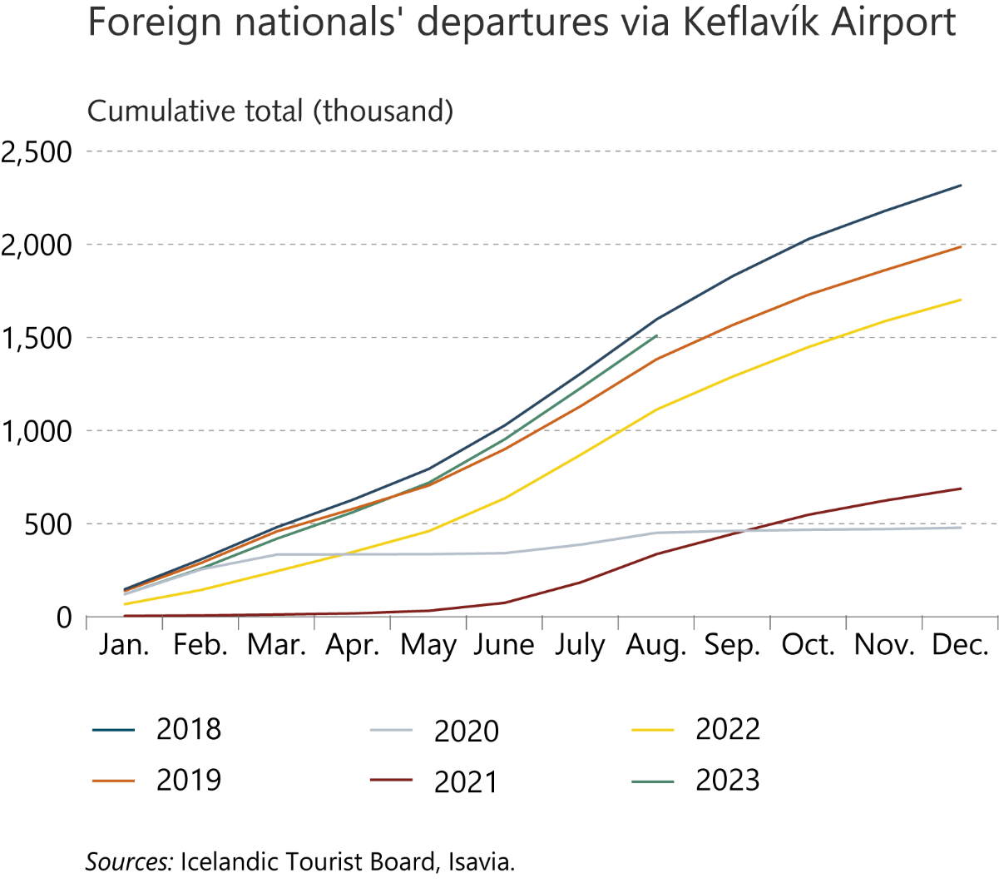 Foreign nationals' departures via Keflavík Airport
Cumulative total (thousand)
2,500
2,000
1,500
1,000
500
0
Jan. Feb. Mar. Apr. May June July Aug. Sep. Oct. Nov. Dec.
2018 2020 2022
2019 2021 2023
Sources: Icelandic Tourist Board, Isavia.